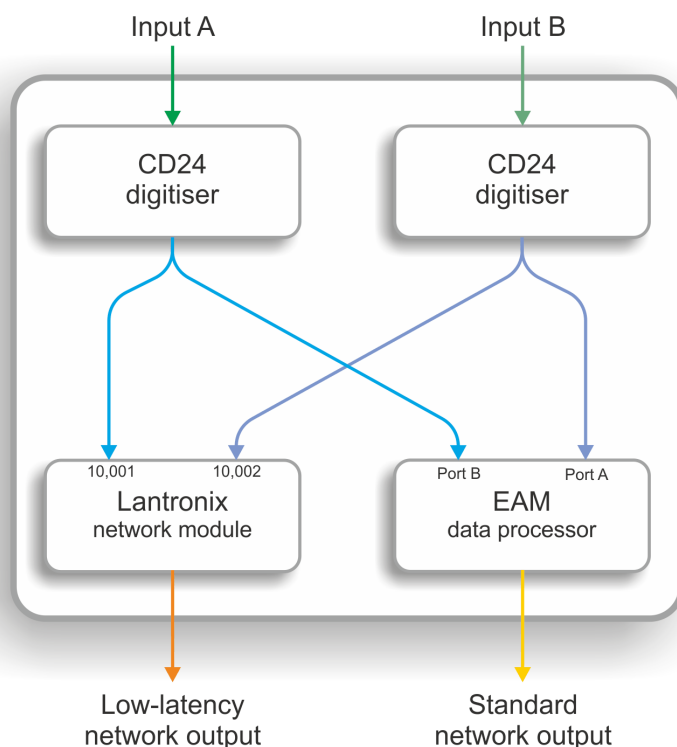 Input A
Input B
CD24
digitiser
CD24
digitiser
10,001
10,002
Lantronix
network module
Port B
Port A
EAM
data processor
Low-latency
network output
Standard
network output